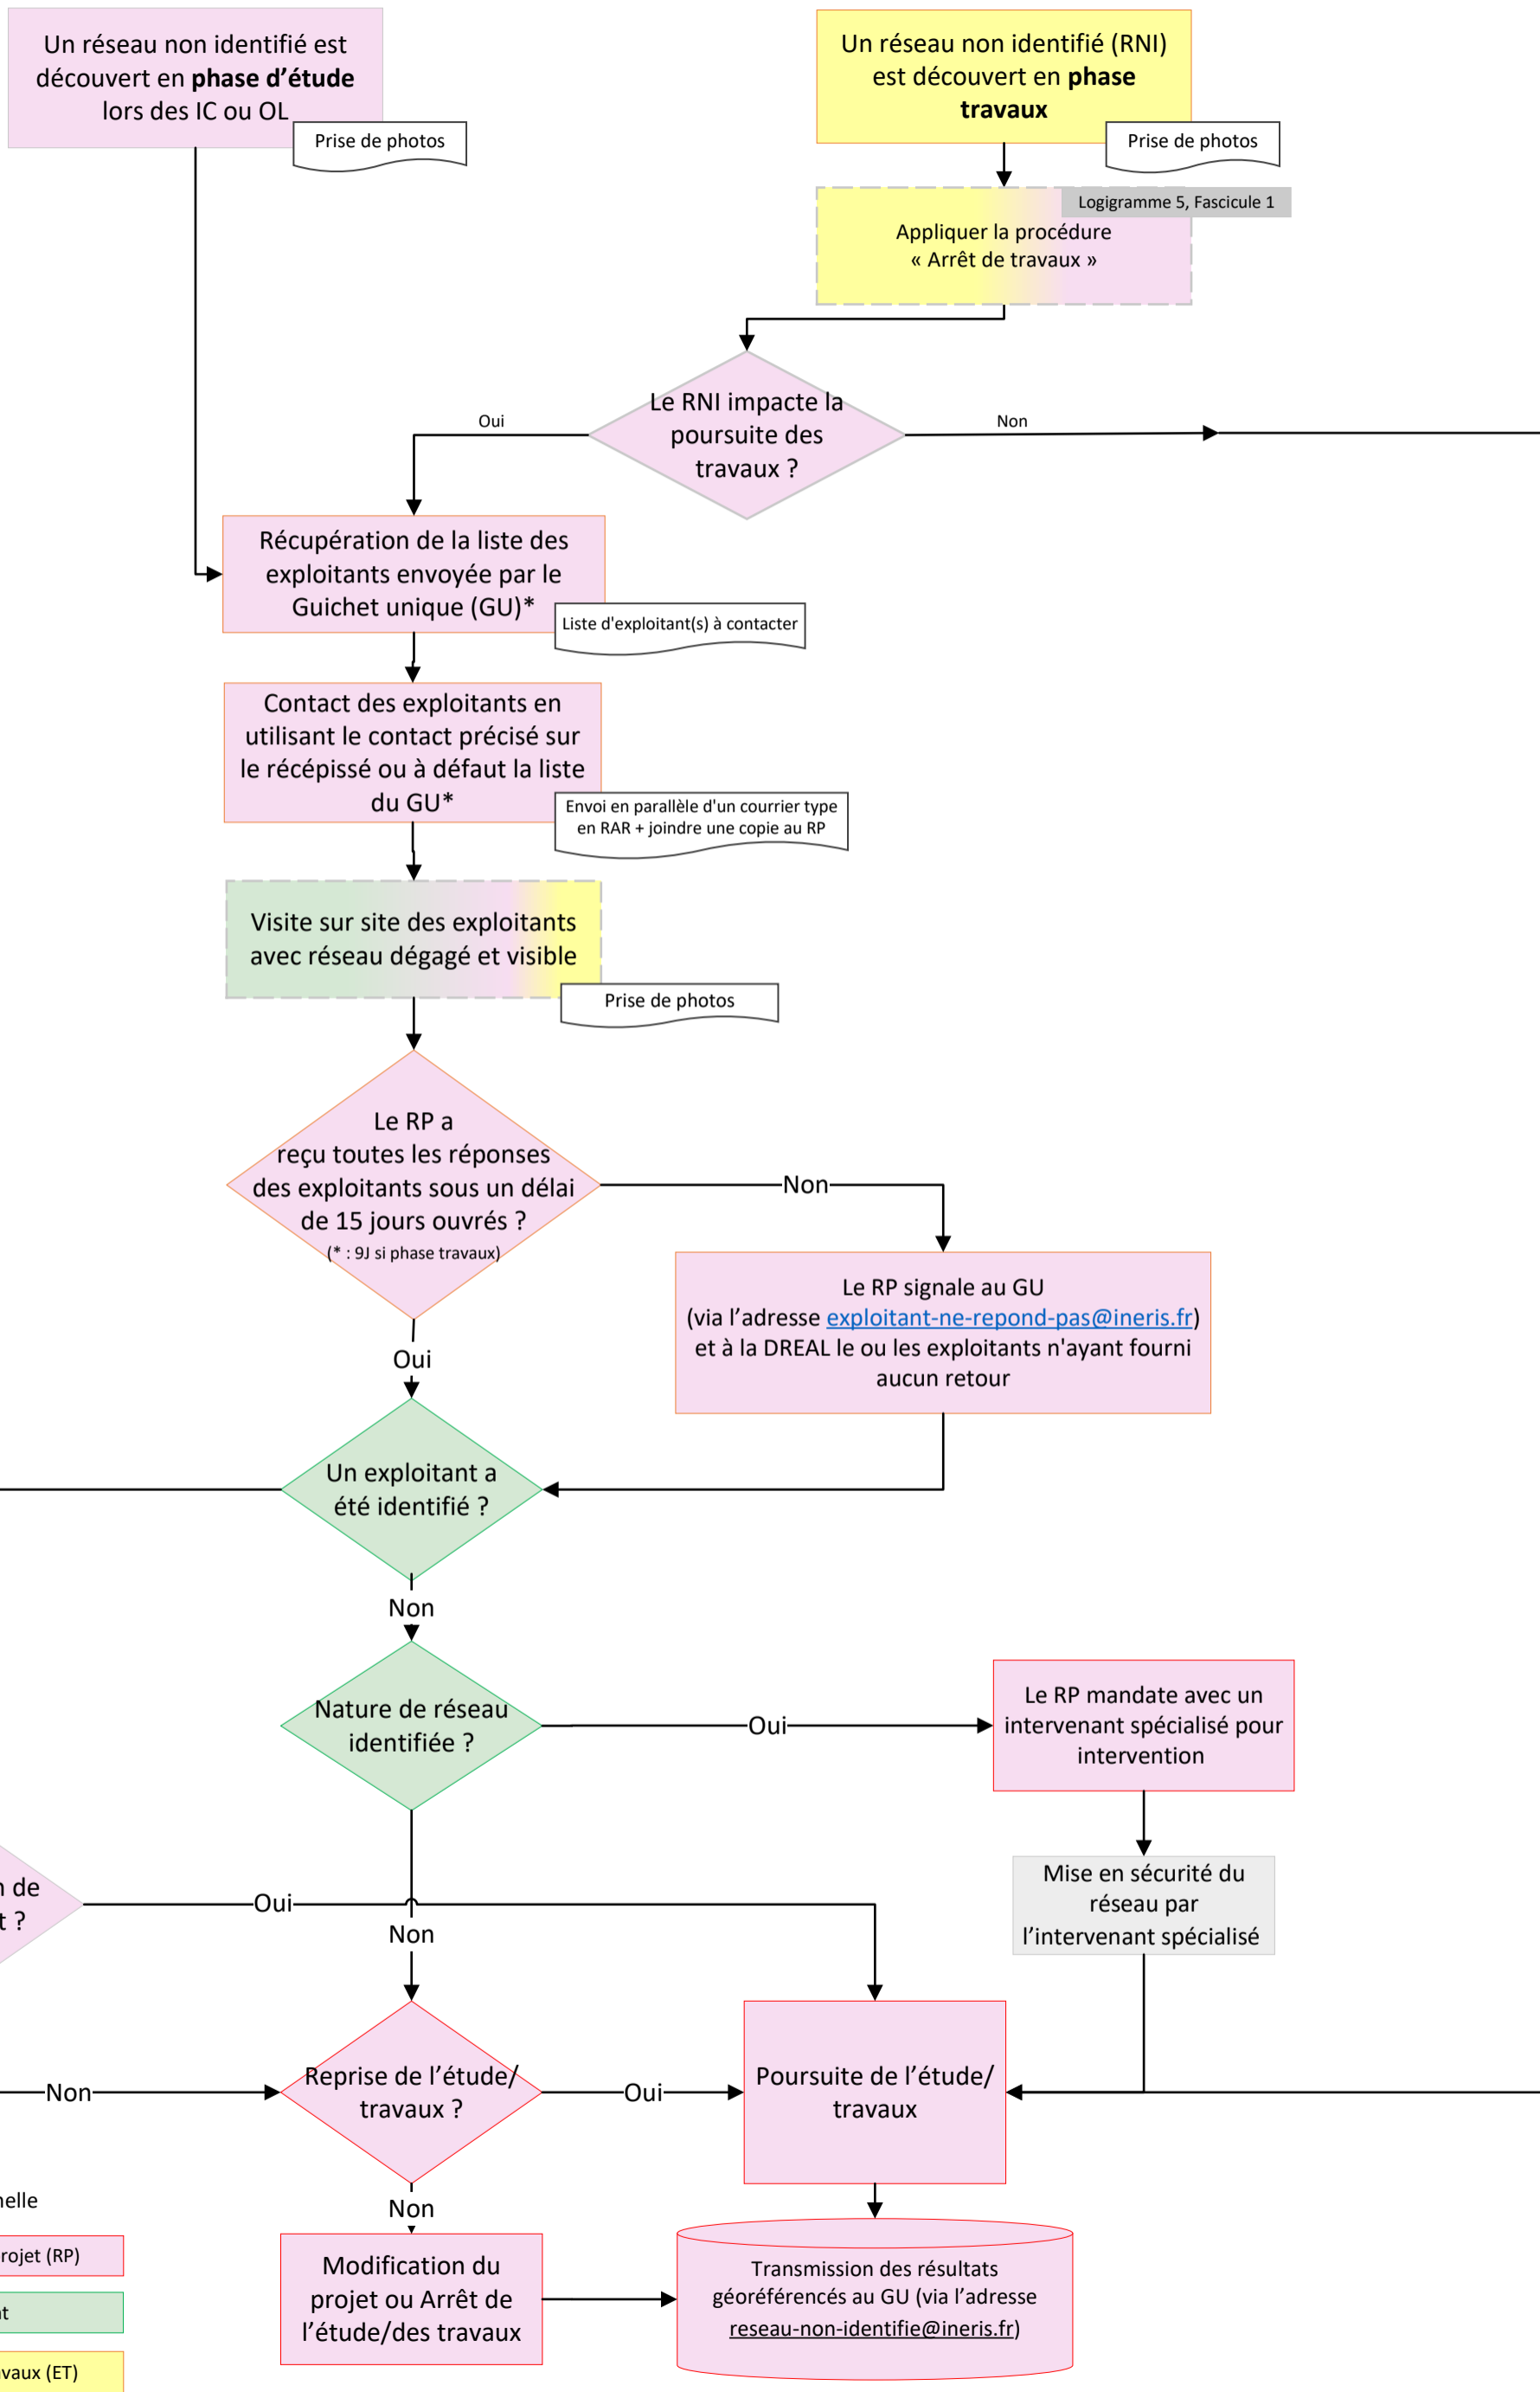 Un réseau non identifié est
découvert en phase d’étude
lors des IC ou OL
Prise de photos
Un réseau non identifié (RNI)
est découvert en phase
travaux
Prise de photos
Logigramme 5, Fascicule 1
Appliquer la procédure
« Arrêt de travaux »
Le RNI impacte la
poursuite des
travaux ?
Oui
Non
Récupération de la liste des
exploitants envoyée par le
Guichet unique (GU)*
Liste d'exploitant(s) à contacter
Contact des exploitants en
utilisant le contact précisé sur
le récépissé ou à défaut la liste
du GU*
Envoi en parallèle d'un courrier type
en RAR + joindre une copie au RP
Visite sur site des exploitants
avec réseau dégagé et visible
Prise de photos
Le RP a
reçu toutes les réponses
des exploitants sous un délai
de 15 jours ouvrés ?
(* : 9J si phase travaux)
Non
Le RP signale au GU
(via l’adresse exploitant-ne-repond-pas@ineris.fr)
et à la DREAL le ou les exploitants n'ayant fourni
aucun retour
Oui
Un exploitant a
été identifié ?
Non
Nature de réseau
identifiée ?
Oui
Le RP mandate avec un
intervenant spécialisé pour
intervention
Mise en sécurité du
réseau par
l’intervenant spécialisé
n de
t ?
Oui
Non
Non
Reprise de l’étude/
travaux ?
Oui
Poursuite de l’étude/
travaux
Non
Modification du
projet ou Arrêt de
l’étude/des travaux
Transmission des résultats
géoréférencés au GU (via l’adresse
reseau-non-identifie@ineris.fr)
nelle
rojet (RP)
nt
vaux (ET)